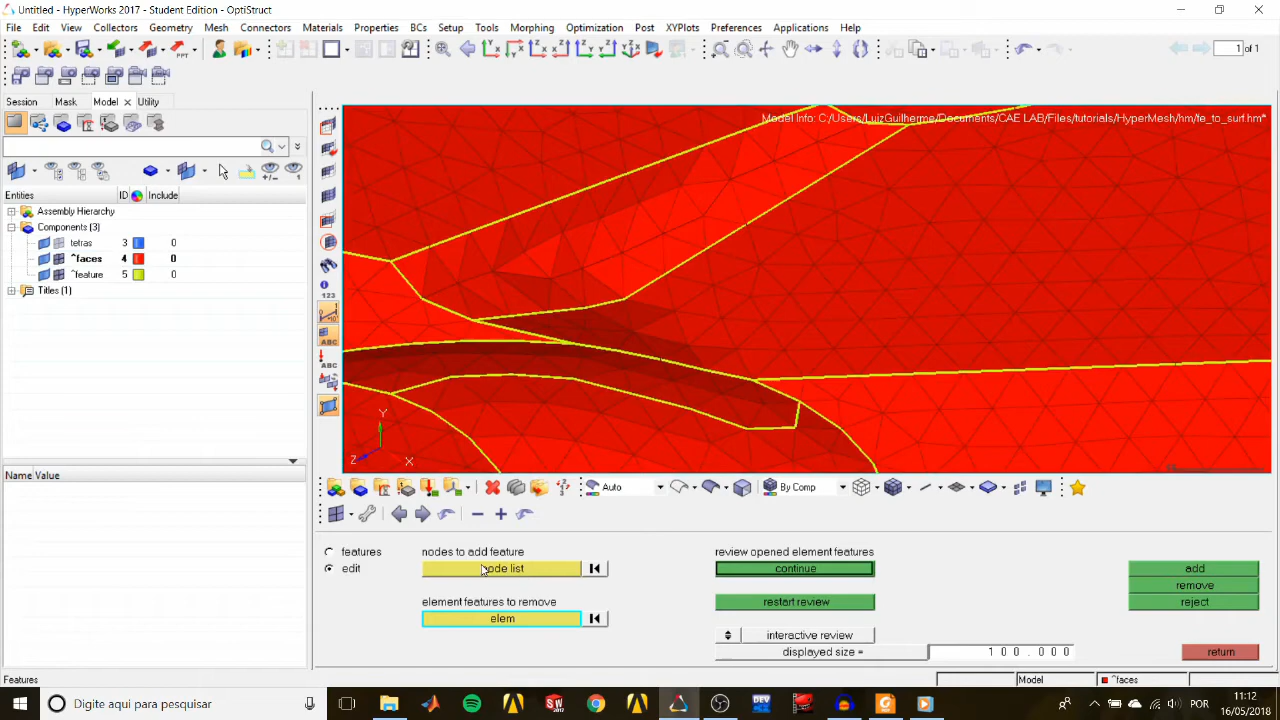 Untitled - HyperWorks 2017 - Student Edition - OptiStruct
File Edit View Collectors Geometry Mesh Connectors Materials Properties BCs Setup Tools Morphing Optimization Post XYPlots Preferences Applications Help
1 of 1
Session Mask Model Utility
Model Info: C:/Users/LuizGuilherme/Documents/CAE LAB/Files/tutorials/HyperMesh/hm/fe_to_surf.hm*
Entities ID Include
Assembly Hierarchy
Components (3)
tetras 3 0
^faces 4 0
^feature 5 0
Titles (1)
123
ABC
ABC
Y
Z X
Name Value
Auto By Comp
features nodes to add feature review opened element features
edit node list continue add
remove
element features to remove restart review reject
elem
interactive review
displayed size = 100.000 return
Features Model ^faces
Digite aqui para pesquisar
POR 11:12
16/05/2018